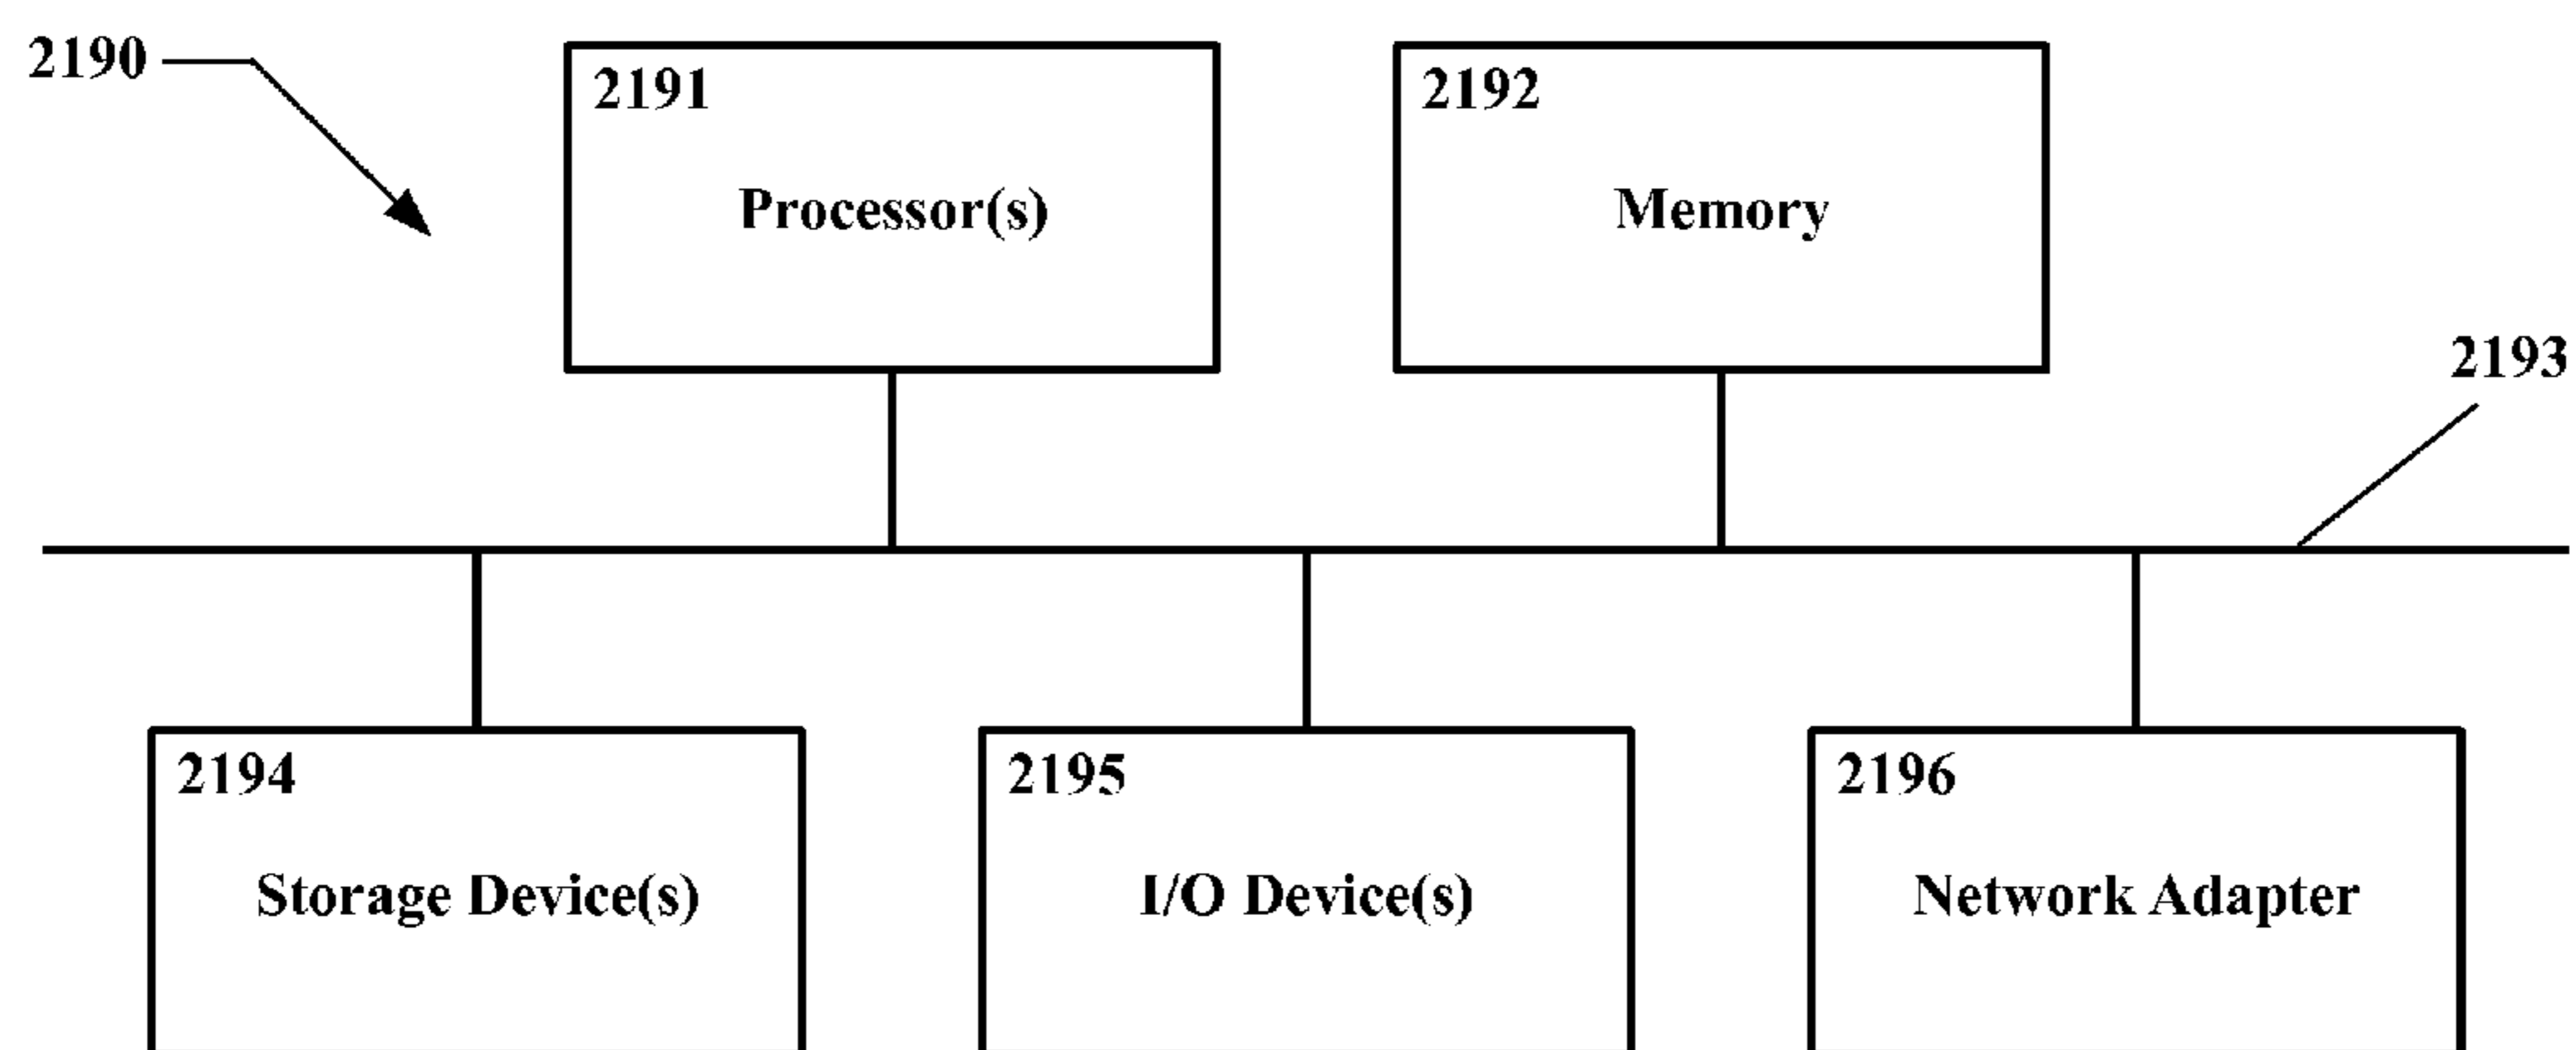 2190
2191
Processor(s)
2192
Memory
2193
2194
Storage Device(s)
2195
I/O Device(s)
2196
Network Adapter